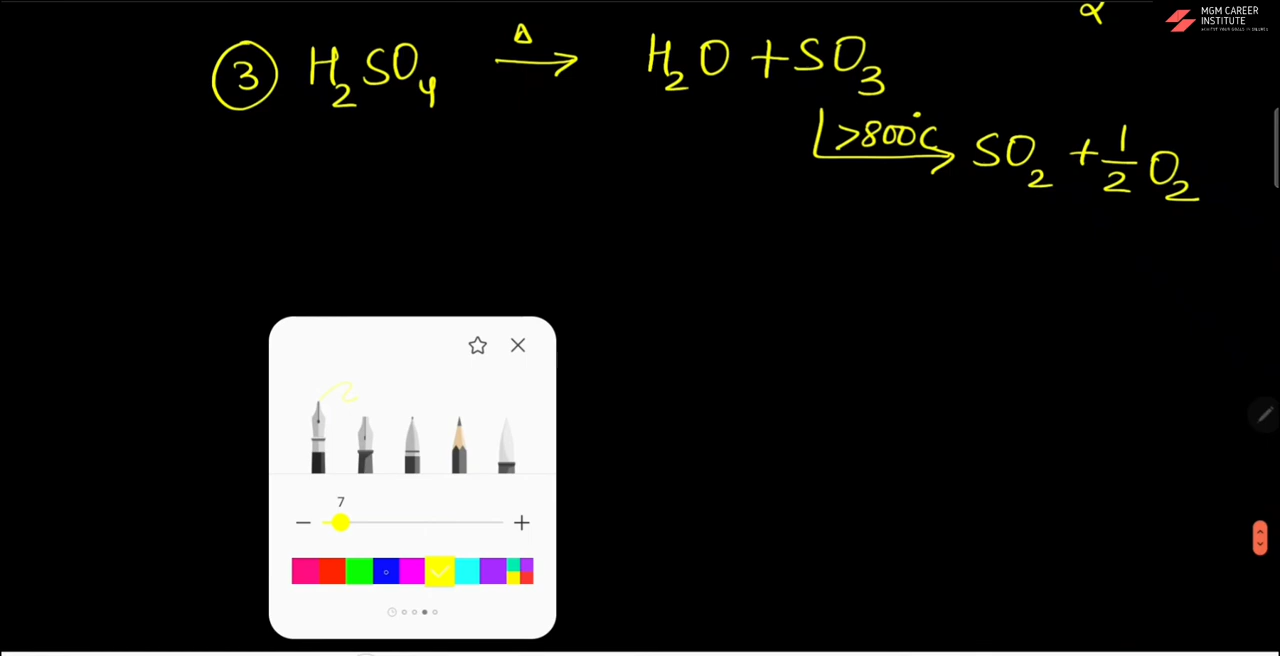 α
MGM CAREER
INSTITUTE
③ H₂SO₄ —Δ→ H₂O + SO₃
>800°C → SO₂ + 1/2 O₂
7